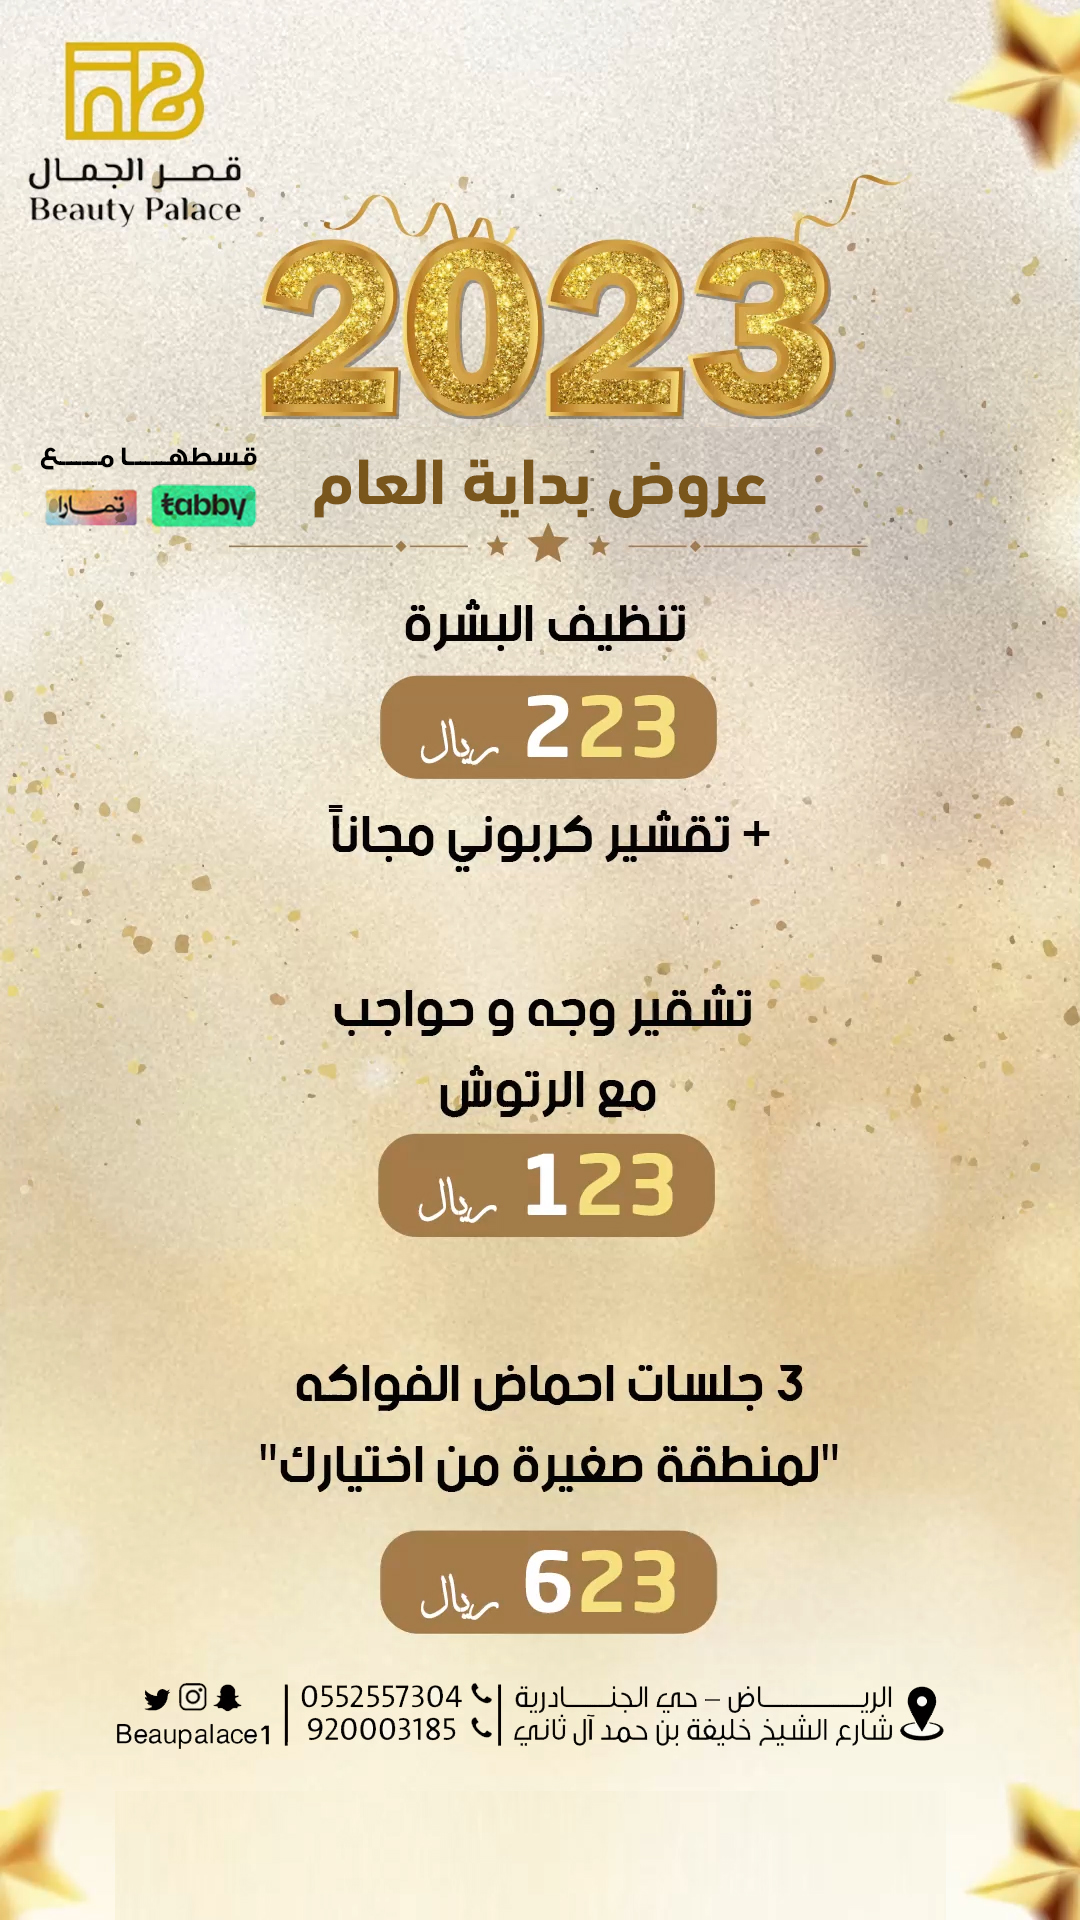 قصر الجمال
Beauty Palace
2023
عروض بداية العام
قسطها مع
تمارا tabby
تنظيف البشرة
223 ريال
+ تقشير كربوني مجاناً
تشقير وجه و حواجب
مع الرتوش
123 ريال
3 جلسات احماض الفواكه
"لمنطقة صغيرة من اختيارك"
623 ريال
الرياض – حي الجنادرية
شارع الشيخ خليفة بن حمد آل ثاني
0552557304
920003185
Beaupalace1